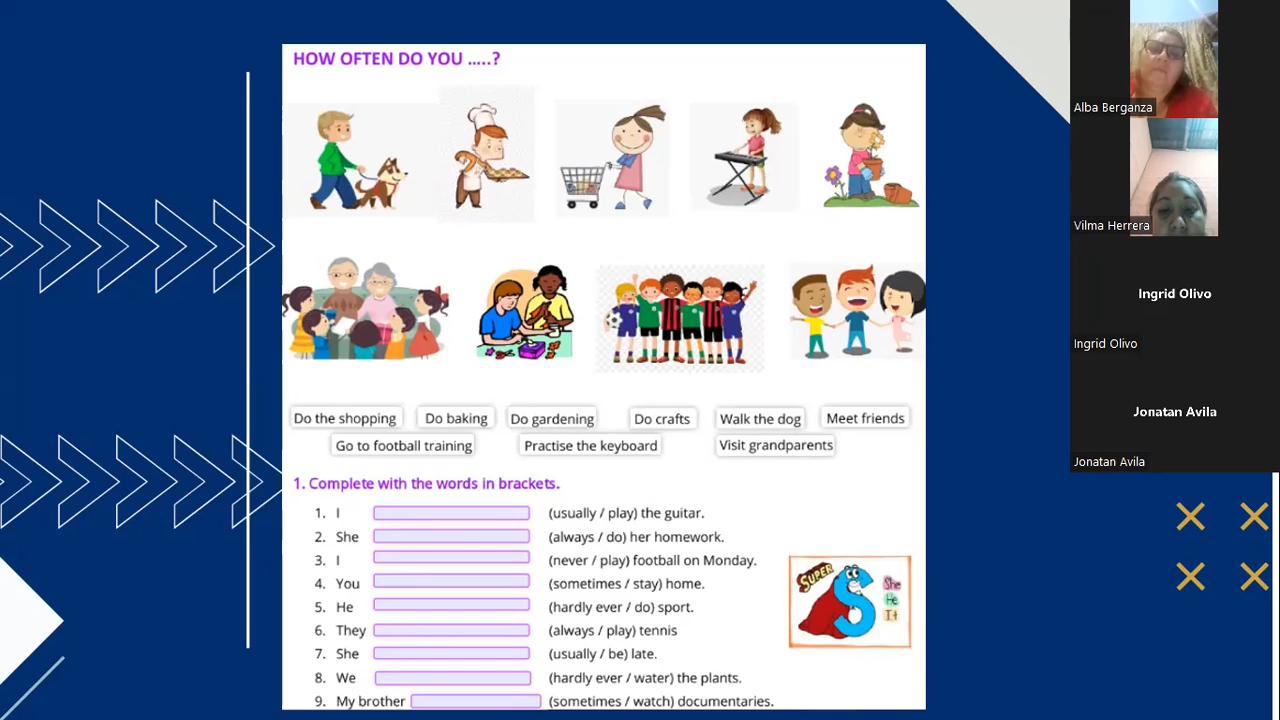 HOW OFTEN DO YOU .....?
Do the shopping
Do baking
Do gardening
Do crafts
Walk the dog
Meet friends
Go to football training
Practise the keyboard
Visit grandparents
1. Complete with the words in brackets.
1. I (usually / play) the guitar.
2. She (always / do) her homework.
3. I (never / play) football on Monday.
4. You (sometimes / stay) home.
5. He (hardly ever / do) sport.
6. They (always / play) tennis
7. She (usually / be) late.
8. We (hardly ever / water) the plants.
9. My brother (sometimes / watch) documentaries.
SUPER
S
She
He
It
Alba Berganza
Vilma Herrera
Ingrid Olivo
Ingrid Olivo
Jonatan Avila
Jonatan Avila